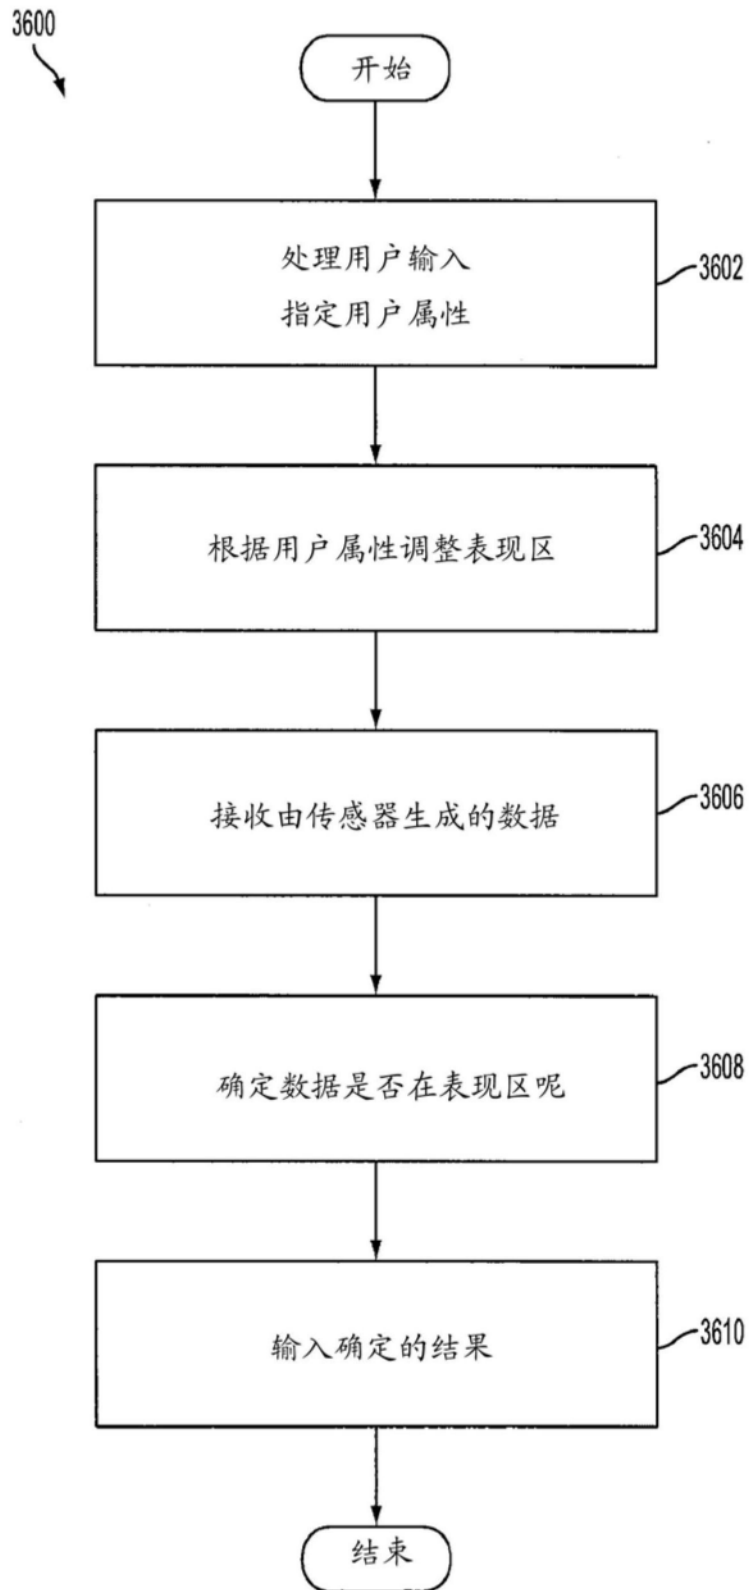 3600
开始
处理用户输入
指定用户属性
3602
根据用户属性调整表现区
3604
接收由传感器生成的数据
3606
确定数据是否在表现区呢
3608
输入确定的结果
3610
结束